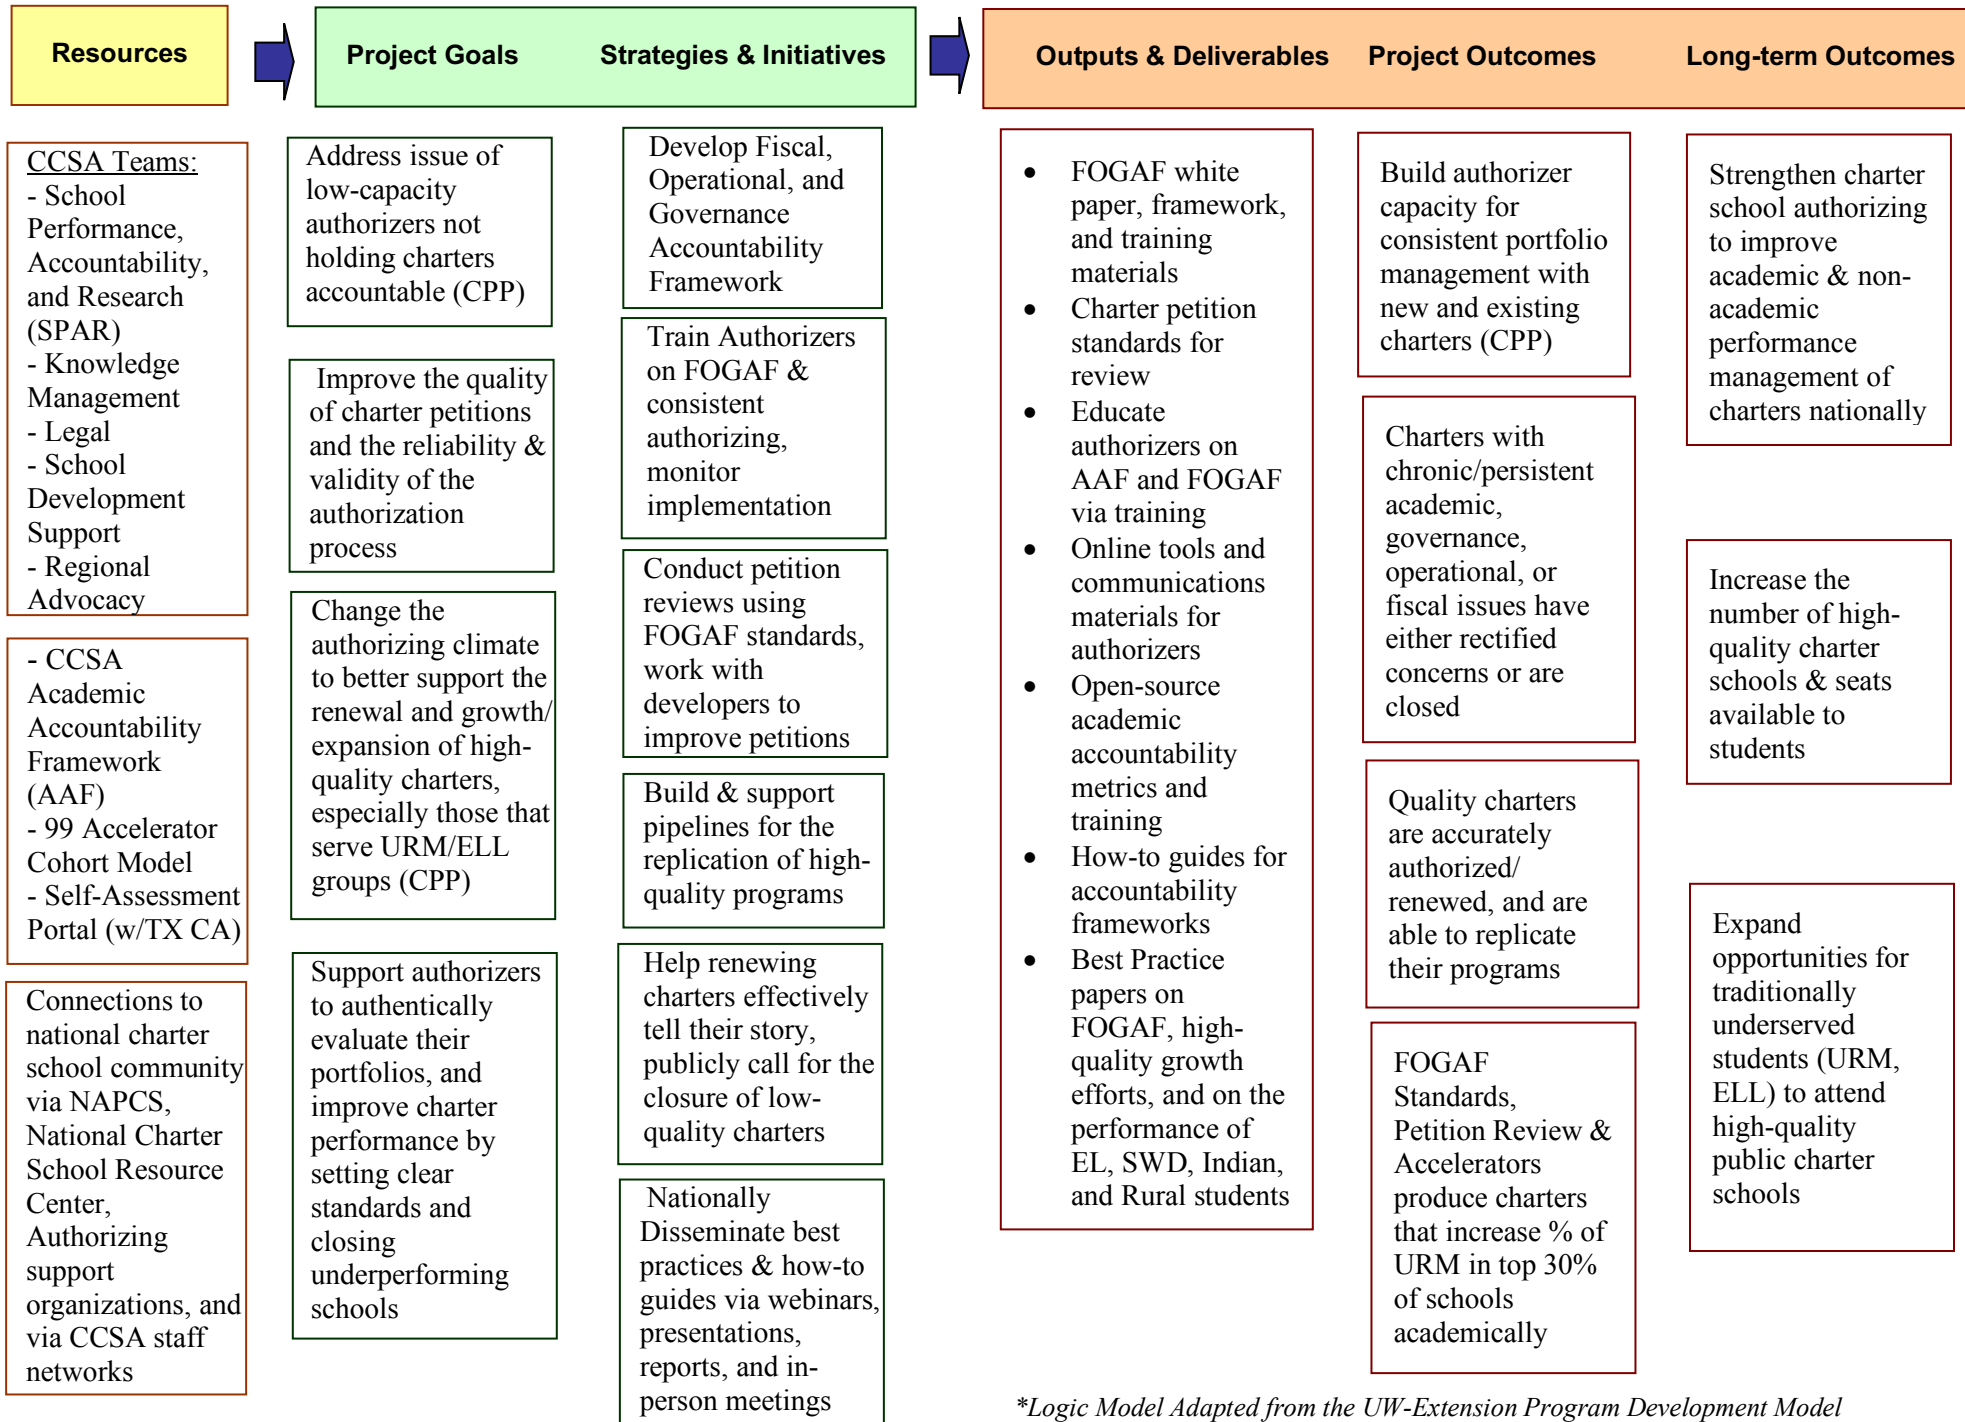 Resources
Project Goals
Strategies & Initiatives
Outputs & Deliverables
Project Outcomes
Long-term Outcomes
CCSA Teams:
- School
Performance,
Accountability,
and Research
(SPAR)
- Knowledge
Management
- Legal
- School
Development
Support
- Regional
Advocacy
- CCSA
Academic
Accountability
Framework
(AAF)
- 99 Accelerator
Cohort Model
- Self-Assessment
Portal (w/TX CA)
Connections to
national charter
school community
via NAPCS,
National Charter
School Resource
Center,
Authorizing
support
organizations, and
via CCSA staff
networks
Address issue of
low-capacity
authorizers not
holding charters
accountable (CPP)
Improve the quality
of charter petitions
and the reliability &
validity of the
authorization
process
Change the
authorizing climate
to better support the
renewal and growth/
expansion of high-
quality charters,
especially those that
serve URM/ELL
groups (CPP)
Support authorizers
to authentically
evaluate their
portfolios, and
improve charter
performance by
setting clear
standards and
closing
underperforming
schools
Develop Fiscal,
Operational, and
Governance
Accountability
Framework
Train Authorizers
on FOGAF &
consistent
authorizing,
monitor
implementation
Conduct petition
reviews using
FOGAF standards,
work with
developers to
improve petitions
Build & support
pipelines for the
replication of high-
quality programs
Help renewing
charters effectively
tell their story,
publicly call for the
closure of low-
quality charters
Nationally
Disseminate best
practices & how-to
guides via webinars,
presentations,
reports, and in-
person meetings
• FOGAF white
paper, framework,
and training
materials
• Charter petition
standards for
review
• Educate
authorizers on
AAF and FOGAF
via training
• Online tools and
communications
materials for
authorizers
• Open-source
academic
accountability
metrics and
training
• How-to guides for
accountability
frameworks
• Best Practice
papers on
FOGAF, high-
quality growth
efforts, and on the
performance of
EL, SWD, Indian,
and Rural students
Build authorizer
capacity for
consistent portfolio
management with
new and existing
charters (CPP)
Charters with
chronic/persistent
academic,
governance,
operational, or
fiscal issues have
either rectified
concerns or are
closed
Quality charters
are accurately
authorized/
renewed, and are
able to replicate
their programs
FOGAF
Standards,
Petition Review &
Accelerators
produce charters
that increase % of
URM in top 30%
of schools
academically
Strengthen charter
school authorizing
to improve
academic & non-
academic
performance
management of
charters nationally
Increase the
number of high-
quality charter
schools & seats
available to
students
Expand
opportunities for
traditionally
underserved
students (URM,
ELL) to attend
high-quality
public charter
schools
*Logic Model Adapted from the UW-Extension Program Development Model